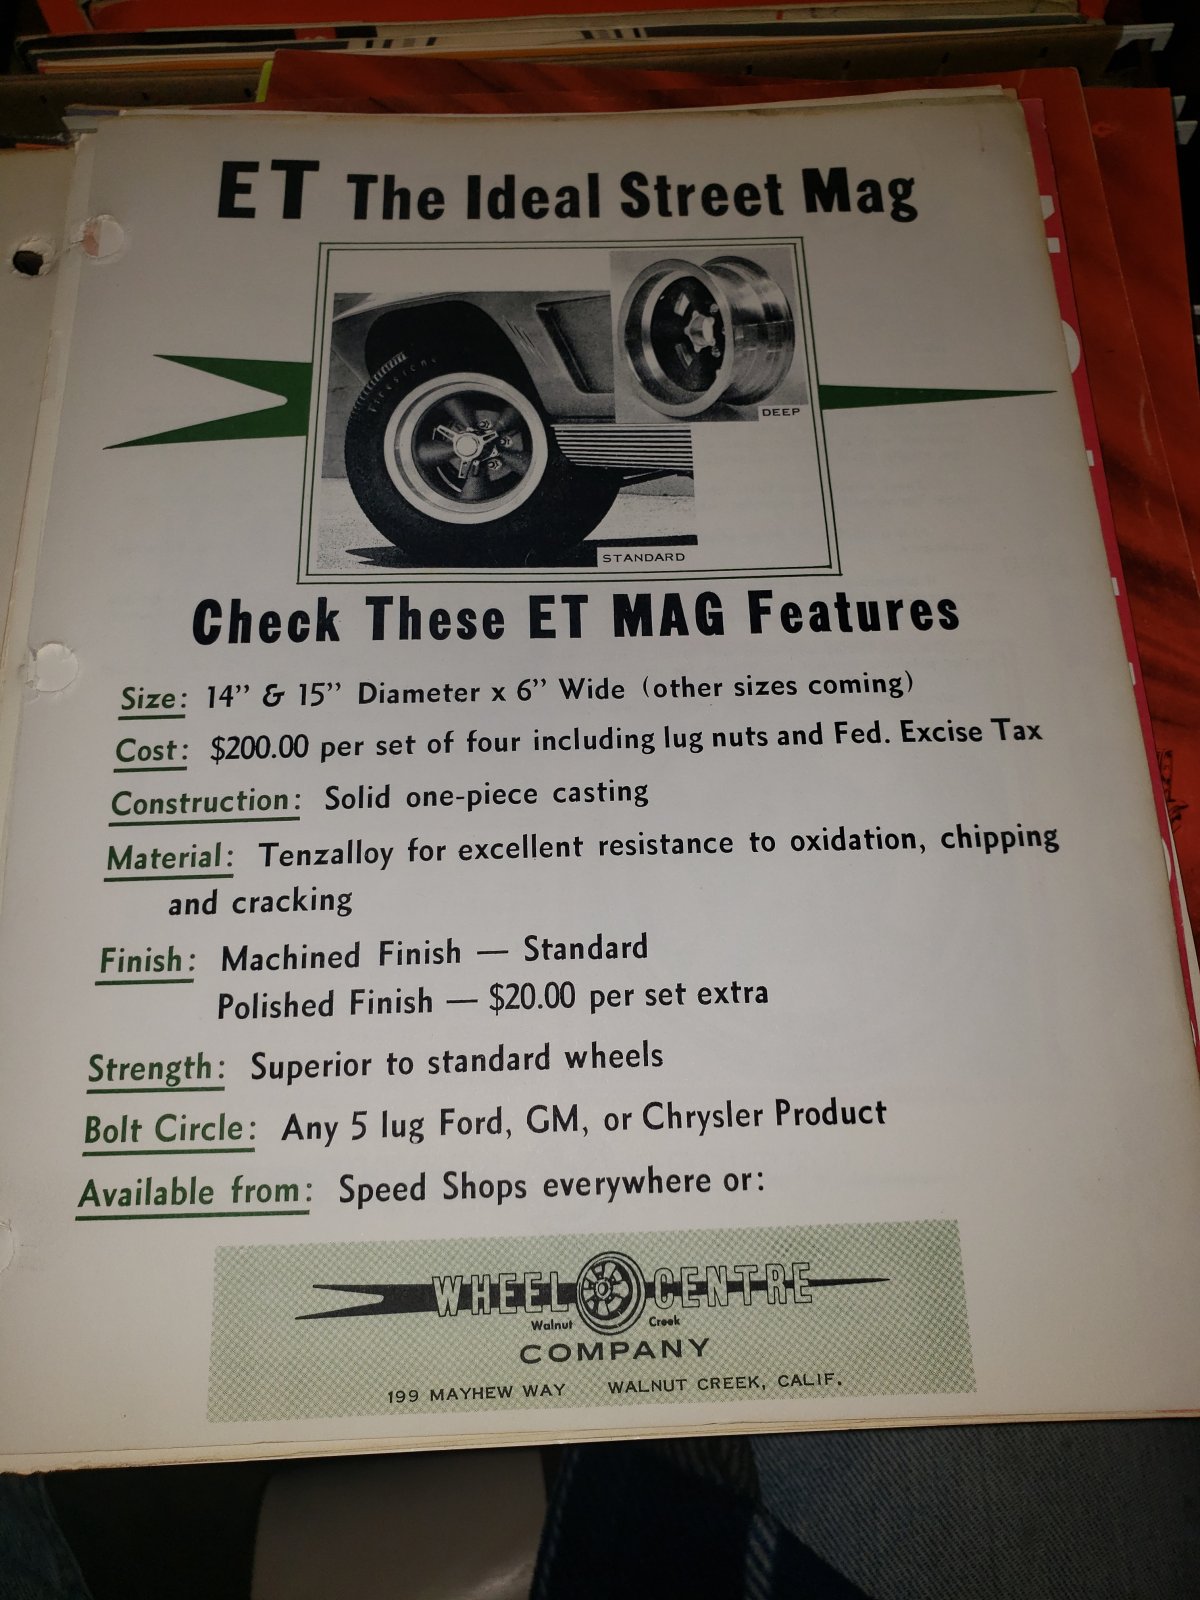 ET The Ideal Street Mag
Firestone
DEEP
STANDARD
Check These ET MAG Features
Size: 14” & 15” Diameter x 6” Wide (other sizes coming)
Cost: $200.00 per set of four including lug nuts and Fed. Excise Tax
Construction: Solid one-piece casting
Material: Tenzalloy for excellent resistance to oxidation, chipping
and cracking
Finish: Machined Finish — Standard
Polished Finish — $20.00 per set extra
Strength: Superior to standard wheels
Bolt Circle: Any 5 lug Ford, GM, or Chrysler Product
Available from: Speed Shops everywhere or:
WHEEL CENTRE
Walnut Creek
COMPANY
199 MAYHEW WAY WALNUT CREEK, CALIF.